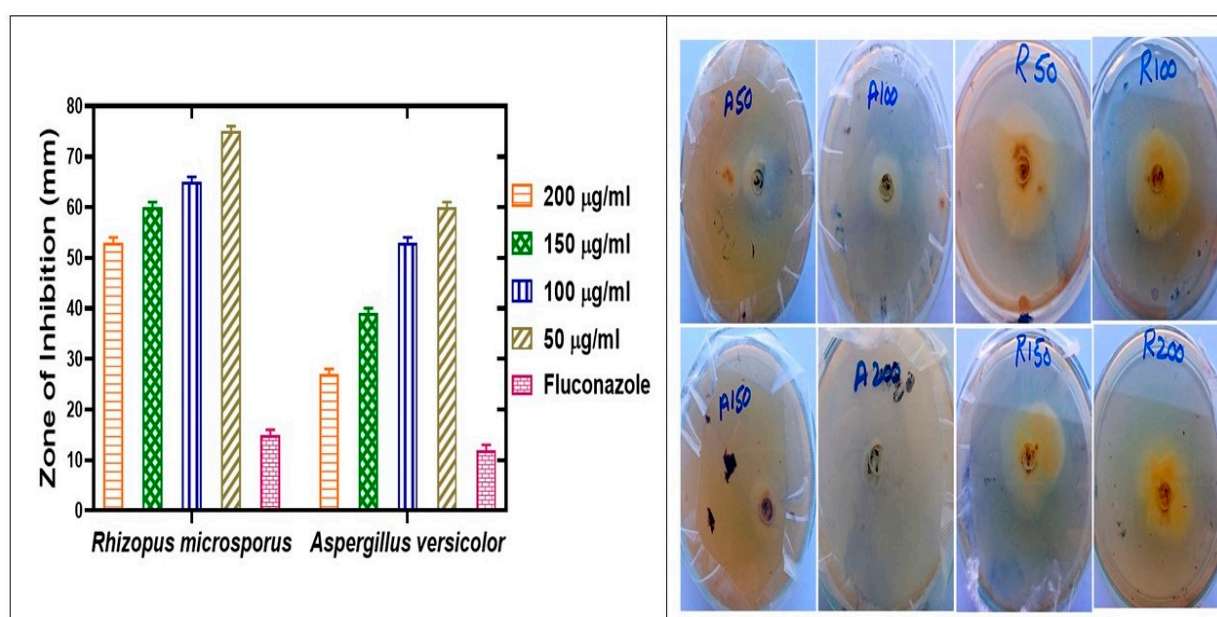 Zone of Inhibition (mm)
80
70
60
50
40
30
20
10
0
Rhizopus microsporus
Aspergillus versicolor
200 µg/ml
150 µg/ml
100 µg/ml
50 µg/ml
Fluconazole
A50
A100
R50
R100
A150
A200
R150
R200